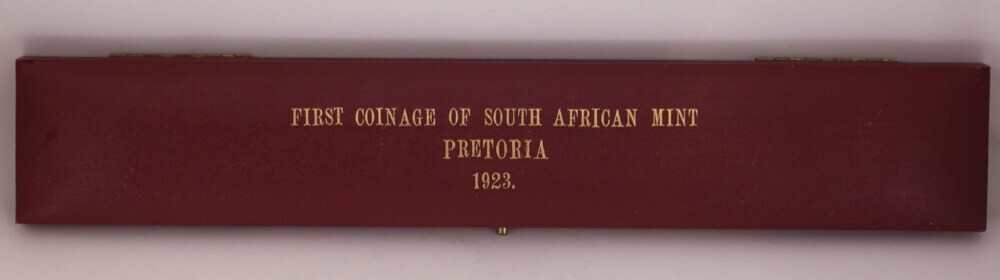 FIRST COINAGE OF SOUTH AFRICAN MINT
PRETORIA
1923.